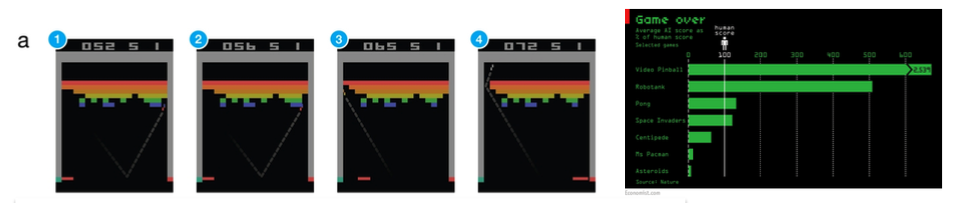 a
1
2
3
4
052 5 1
056 5 1
065 5 1
072 5 1
Game over
Average AI score as
% of human score
Selected games
human
score
0 100 200 300 400 500 600
Video Pinball
2,539
Robotank
Pong
Space Invaders
Centipede
Ms Pacman
Asteroids
Source: Nature
Economist.com